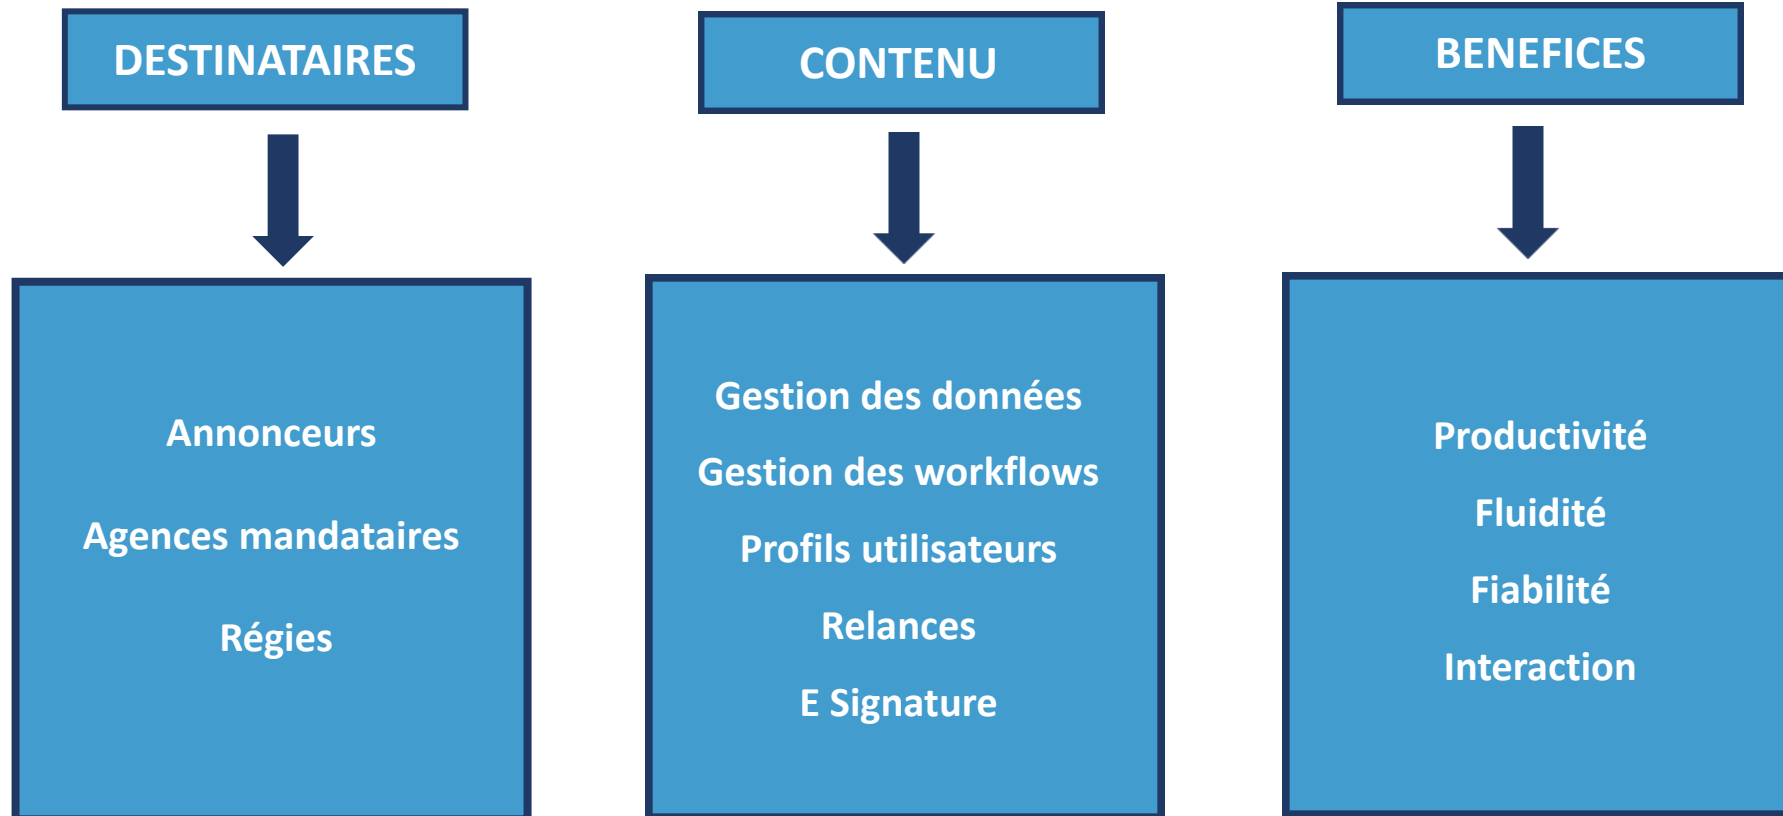 DESTINATAIRES
Annonceurs
Agences mandataires
Régies
CONTENU
Gestion des données
Gestion des workflows
Profils utilisateurs
Relances
E Signature
BENEFICES
Productivité
Fluidité
Fiabilité
Interaction